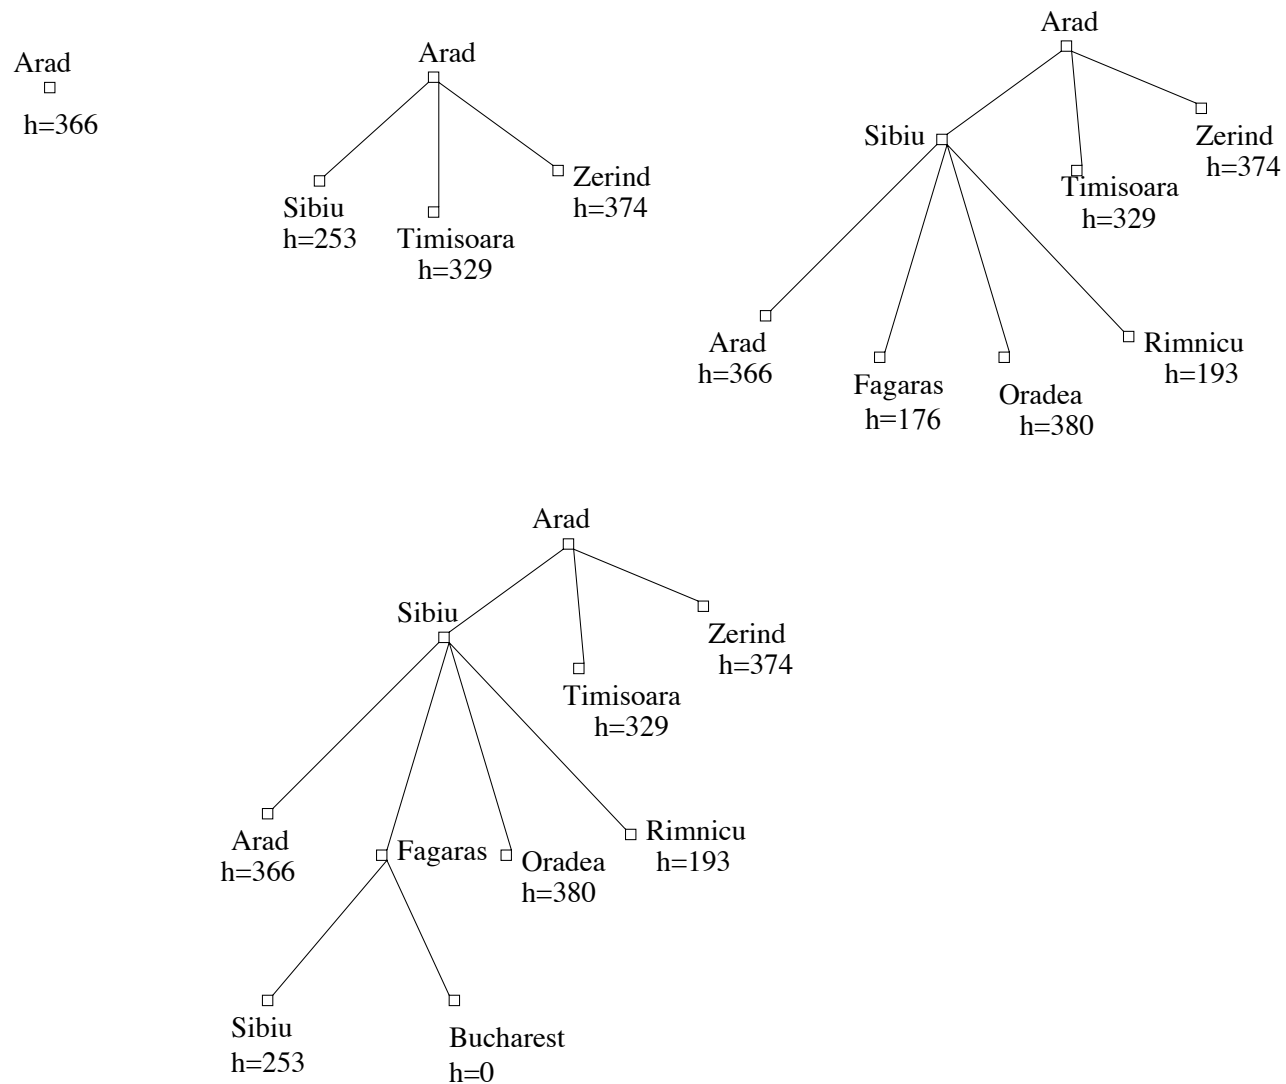 Arad
h=366
Arad
Sibiu
h=253
Timisoara
h=329
Zerind
h=374
Arad
Sibiu
Zerind
h=374
Timisoara
h=329
Arad
h=366
Fagaras
h=176
Oradea
h=380
Rimnicu
h=193
Arad
Sibiu
Zerind
h=374
Timisoara
h=329
Arad
h=366
Fagaras
Oradea
h=380
Rimnicu
h=193
Sibiu
h=253
Bucharest
h=0